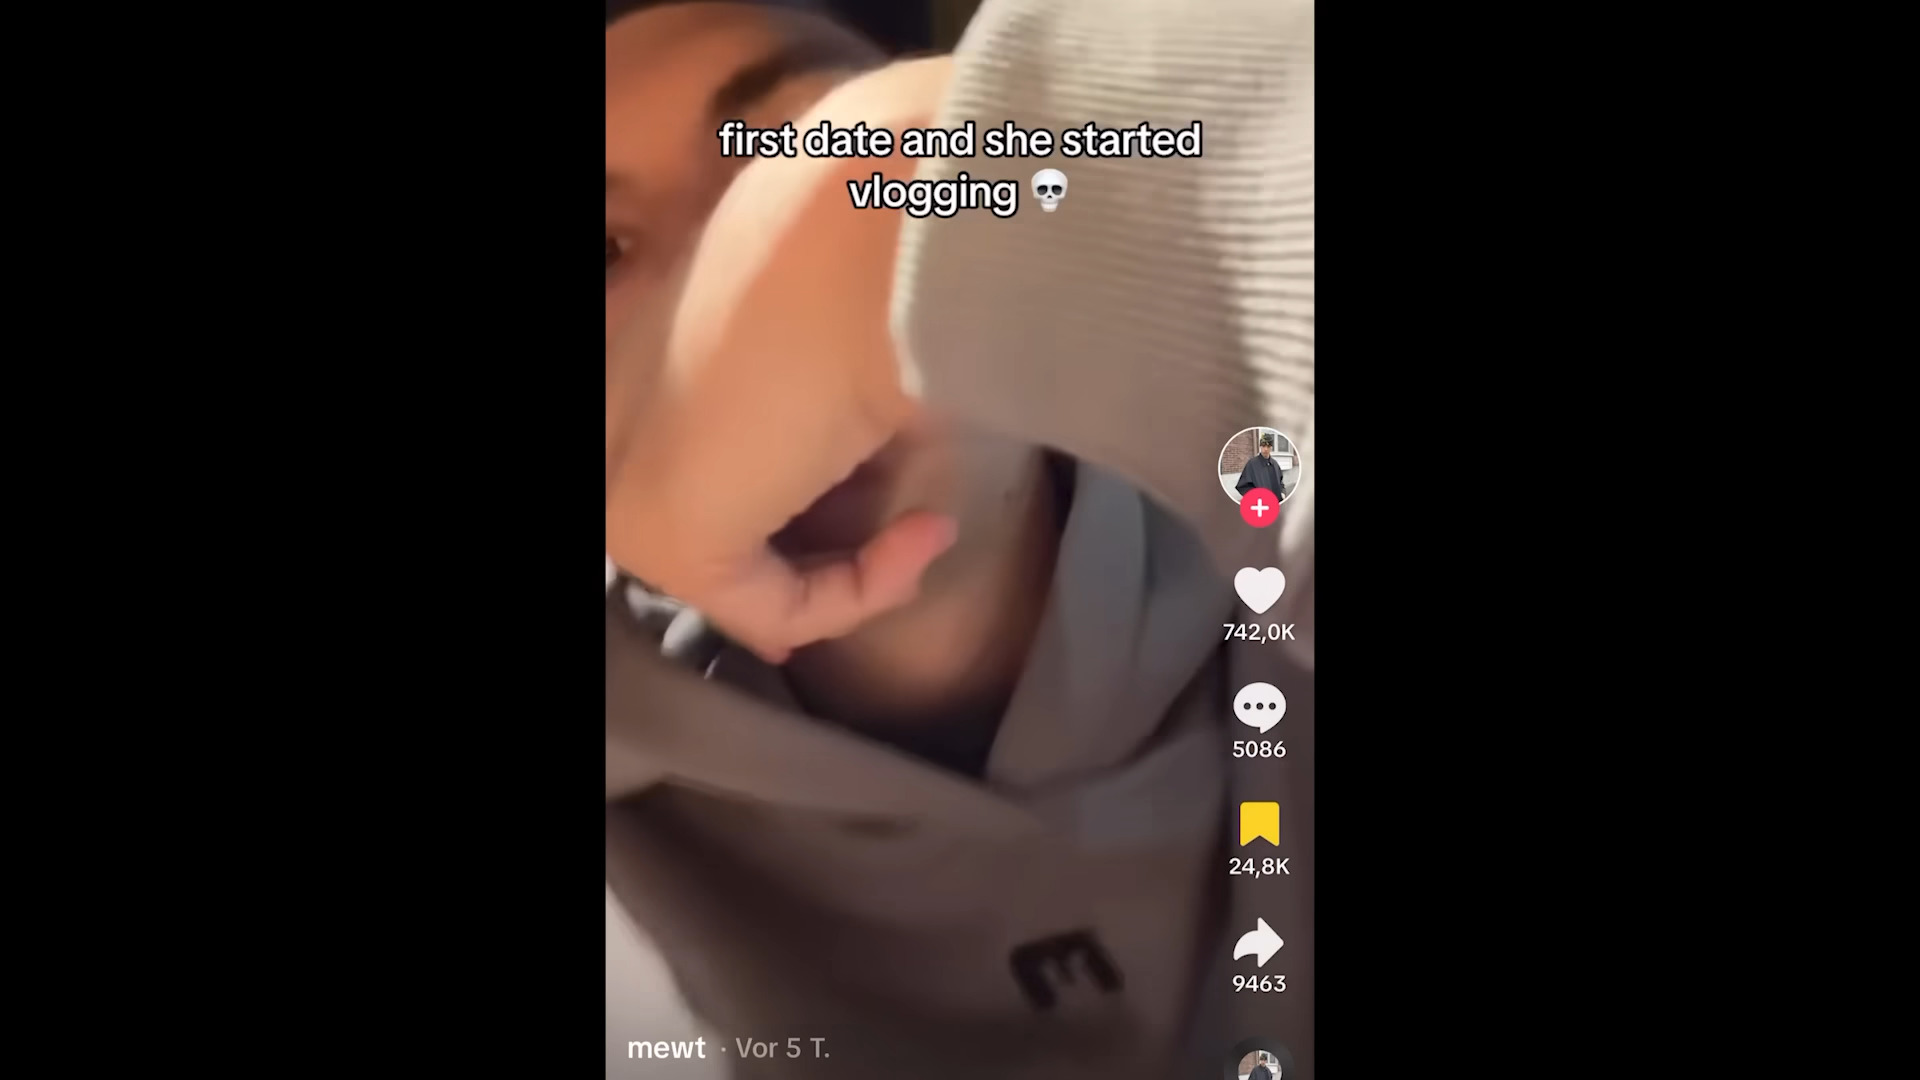 first date and she started
vlogging 💀
742,0K
5086
24,8K
9463
mewt · Vor 5 T.